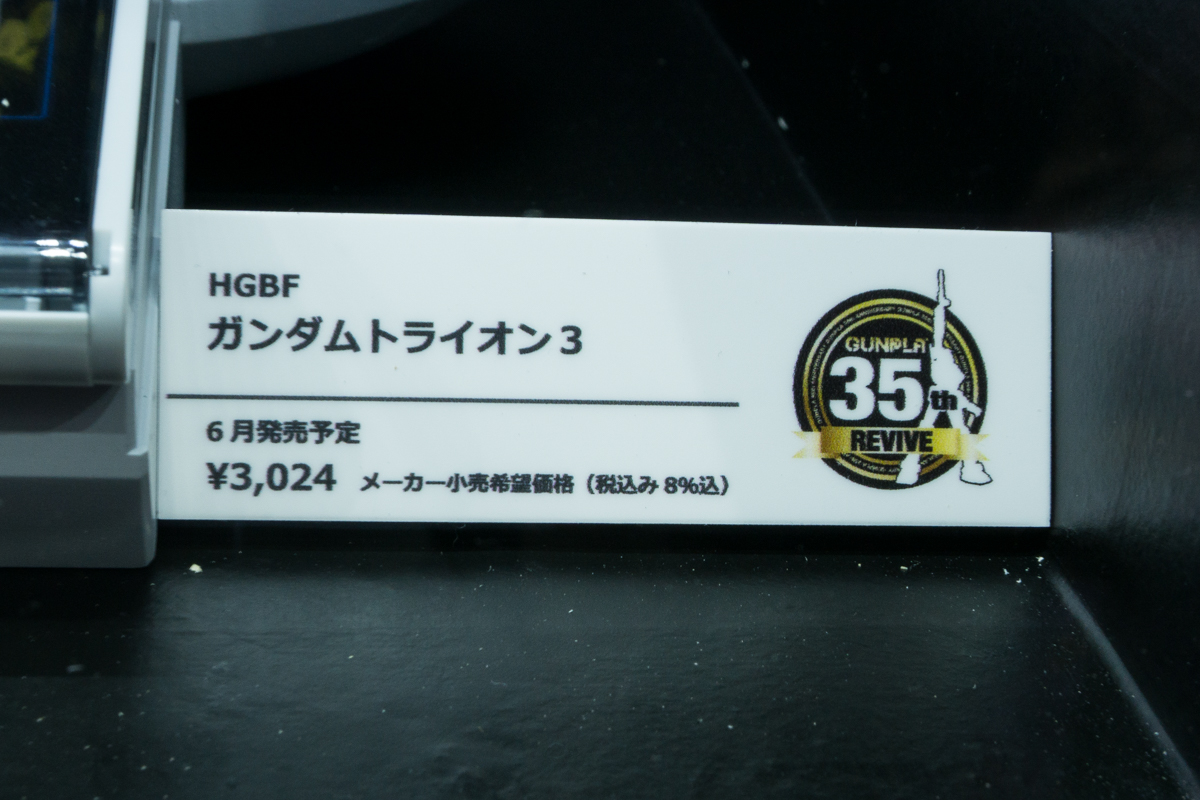 HGBF
ガンダムトライオン3
6月発売予定
¥3,024 メーカー小売希望価格（税込み 8%込）
GUNPLA
35th
REVIVE